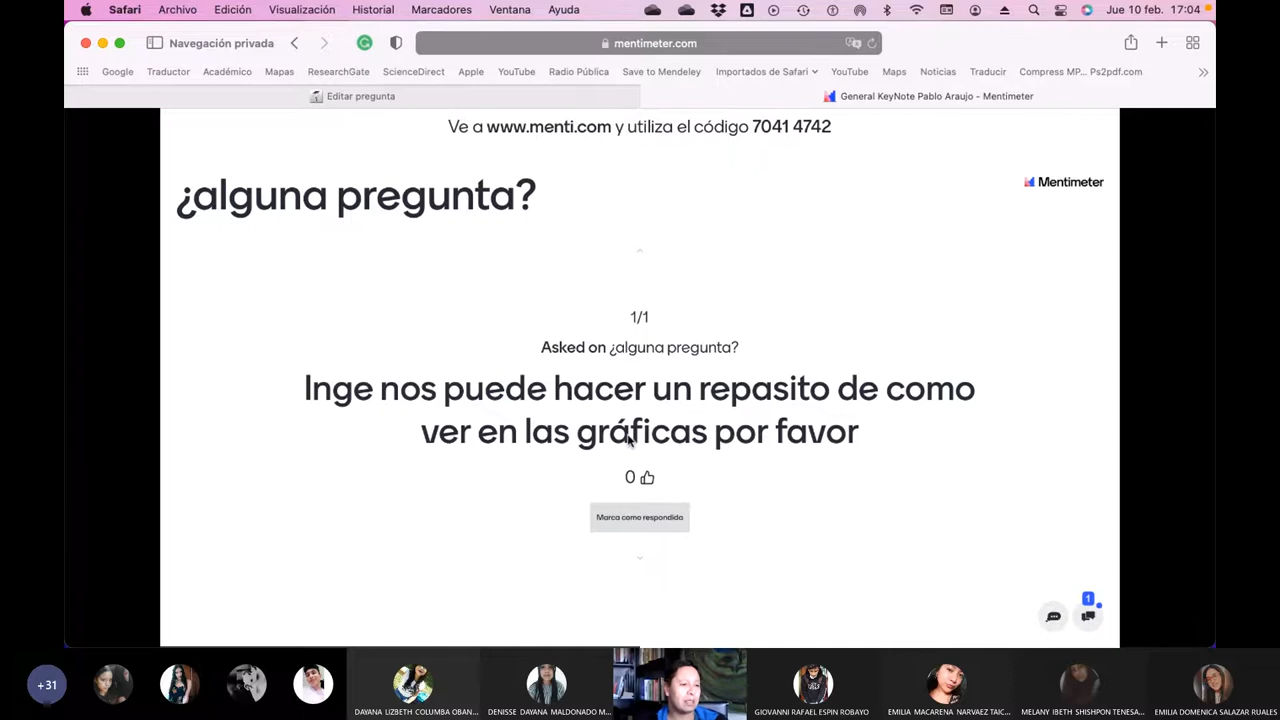 Safari Archivo Edición Visualización Historial Marcadores Ventana Ayuda Jue 10 feb. 17:04
Navegación privada mentimeter.com
Google Traductor Académico Mapas ResearchGate ScienceDirect Apple YouTube Radio Pública Save to Mendeley Importados de Safari YouTube Maps Noticias Traducir Compress MP... Ps2pdf.com
Editar pregunta General KeyNote Pablo Araujo - Mentimeter
Ve a www.menti.com y utiliza el código 7041 4742
Mentimeter
¿alguna pregunta?
1/1
Asked on ¿alguna pregunta?
Inge nos puede hacer un repasito de como
ver en las gráficas por favor
0
Marca como respondida
1
+31
DAYANA LIZBETH COLUMBA OBAN... DENISSE DAYANA MALDONADO M... GIOVANNI RAFAEL ESPIN ROBAYO EMILIA MACARENA NARVAEZ TAIC... MELANY IBETH SHISHPON TENESA... EMILIA DOMENICA SALAZAR RUALES